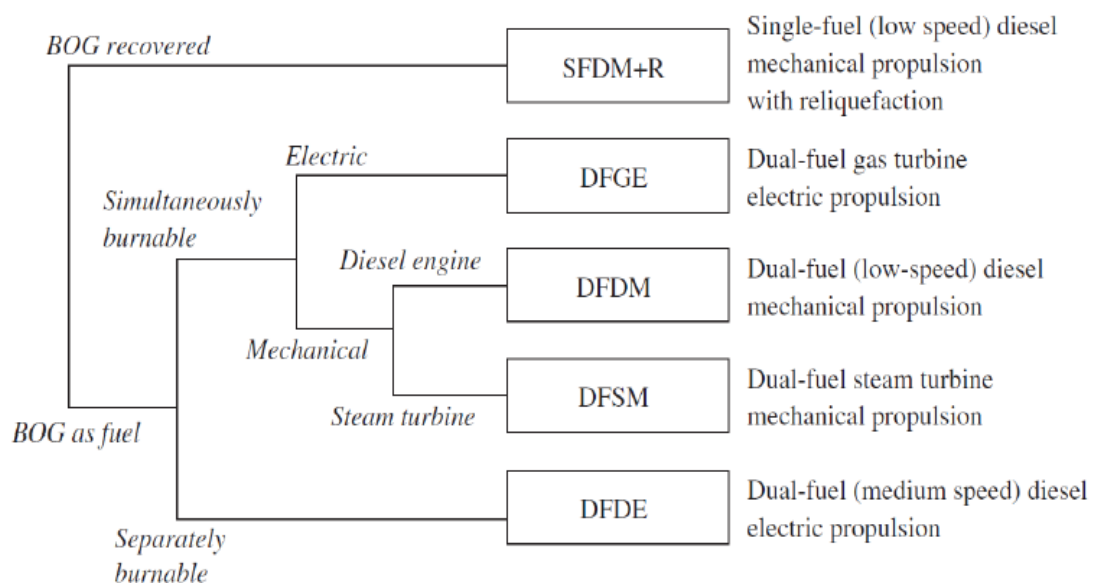 BOG recovered
SFDM+R
Single-fuel (low speed) diesel
mechanical propulsion
with reliquefaction
Electric
DFGE
Dual-fuel gas turbine
electric propulsion
Simultaneously
burnable
Diesel engine
DFDM
Dual-fuel (low-speed) diesel
mechanical propulsion
Mechanical
Steam turbine
DFSM
Dual-fuel steam turbine
mechanical propulsion
BOG as fuel
DFDE
Dual-fuel (medium speed) diesel
electric propulsion
Separately
burnable